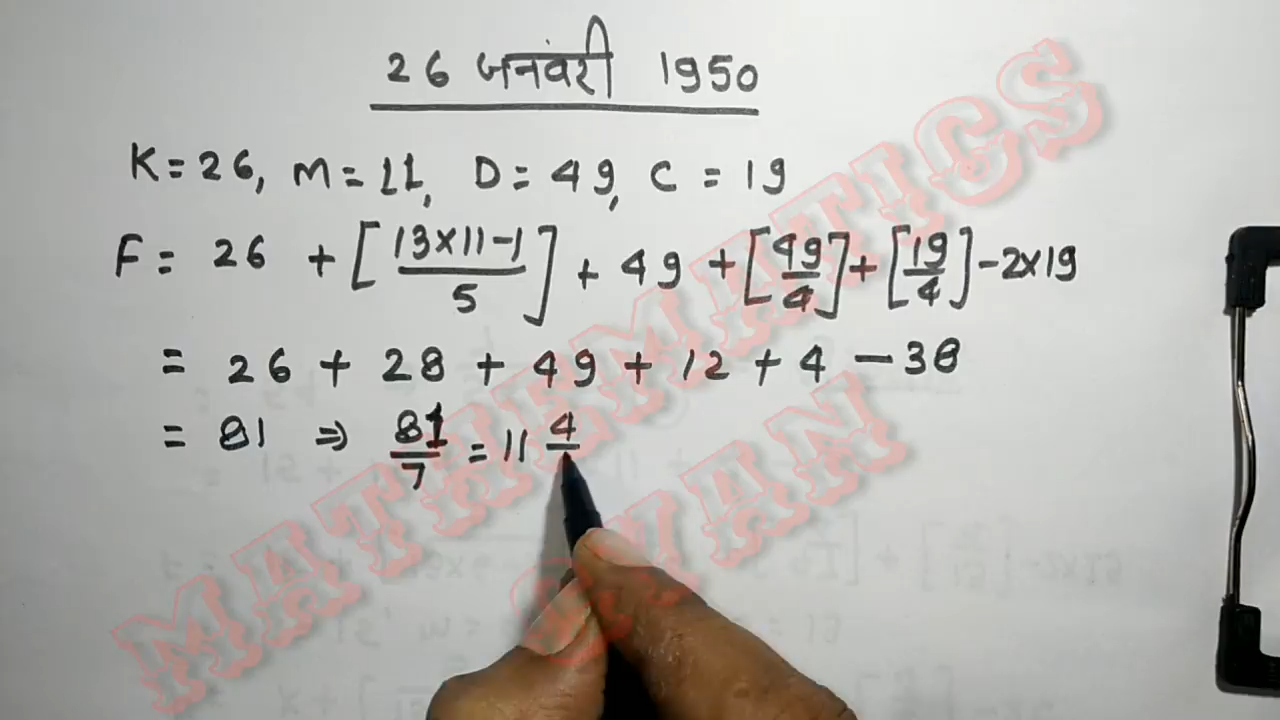 26 जनवरी 1950
K=26, M=11, D=49, C=19
F= 26 + [13×11-1/5] + 49 + [49/4] + [19/4] -2×19
= 26 + 28 + 49 + 12 + 4 - 38
= 81 ⇒ 81/7 = 11 4/
MATHEMATICS
GYAN